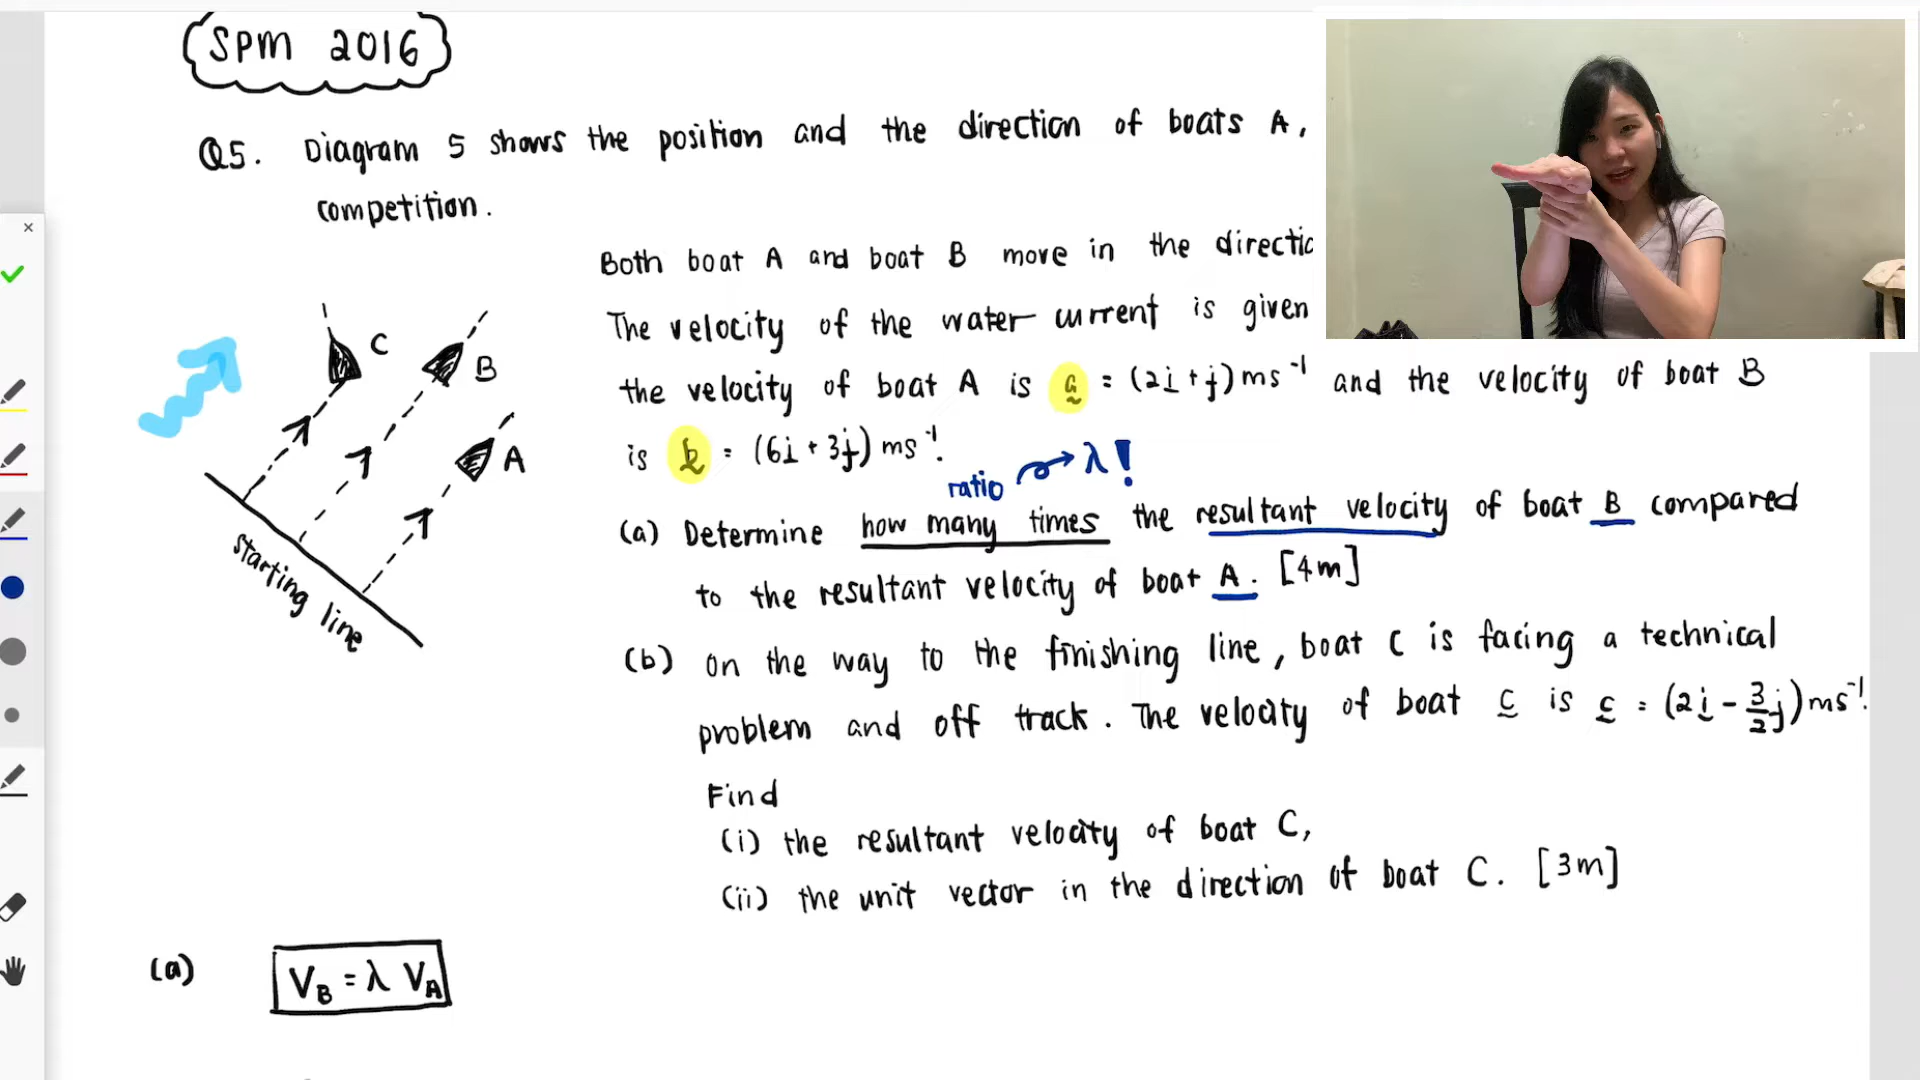 SPM 2016
Q5. Diagram 5 shows the position and the direction of boats A,
competition.
Both boat A and boat B move in the directio
The velocity of the water current is given
the velocity of boat A is a̰ = (2i̲ + j̲) ms⁻¹ and the velocity of boat B
is b̰ = (6i̲ + 3j̲) ms⁻¹.
ratio → λ!
(a) Determine how many times the resultant velocity of boat B compared
to the resultant velocity of boat A. [4m]
(b) on the way to the finishing line, boat C is facing a technical
problem and off track. The velocity of boat C̲ is c̲ = (2i̲ - 3/2 j̲) ms⁻¹.
Find
(i) the resultant velocity of boat C,
(ii) the unit vector in the direction of boat C. [3m]
C
B
A
starting line
(a) V_B = λ V_A